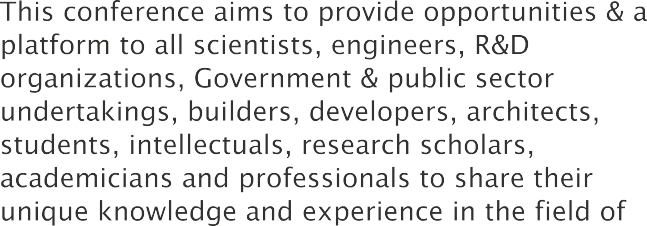 This conference aims to provide opportunities & a
platform to all scientists, engineers, R&D
organizations, Government & public sector
undertakings, builders, developers, architects,
students, intellectuals, research scholars,
academicians and professionals to share their
unique knowledge and experience in the field of